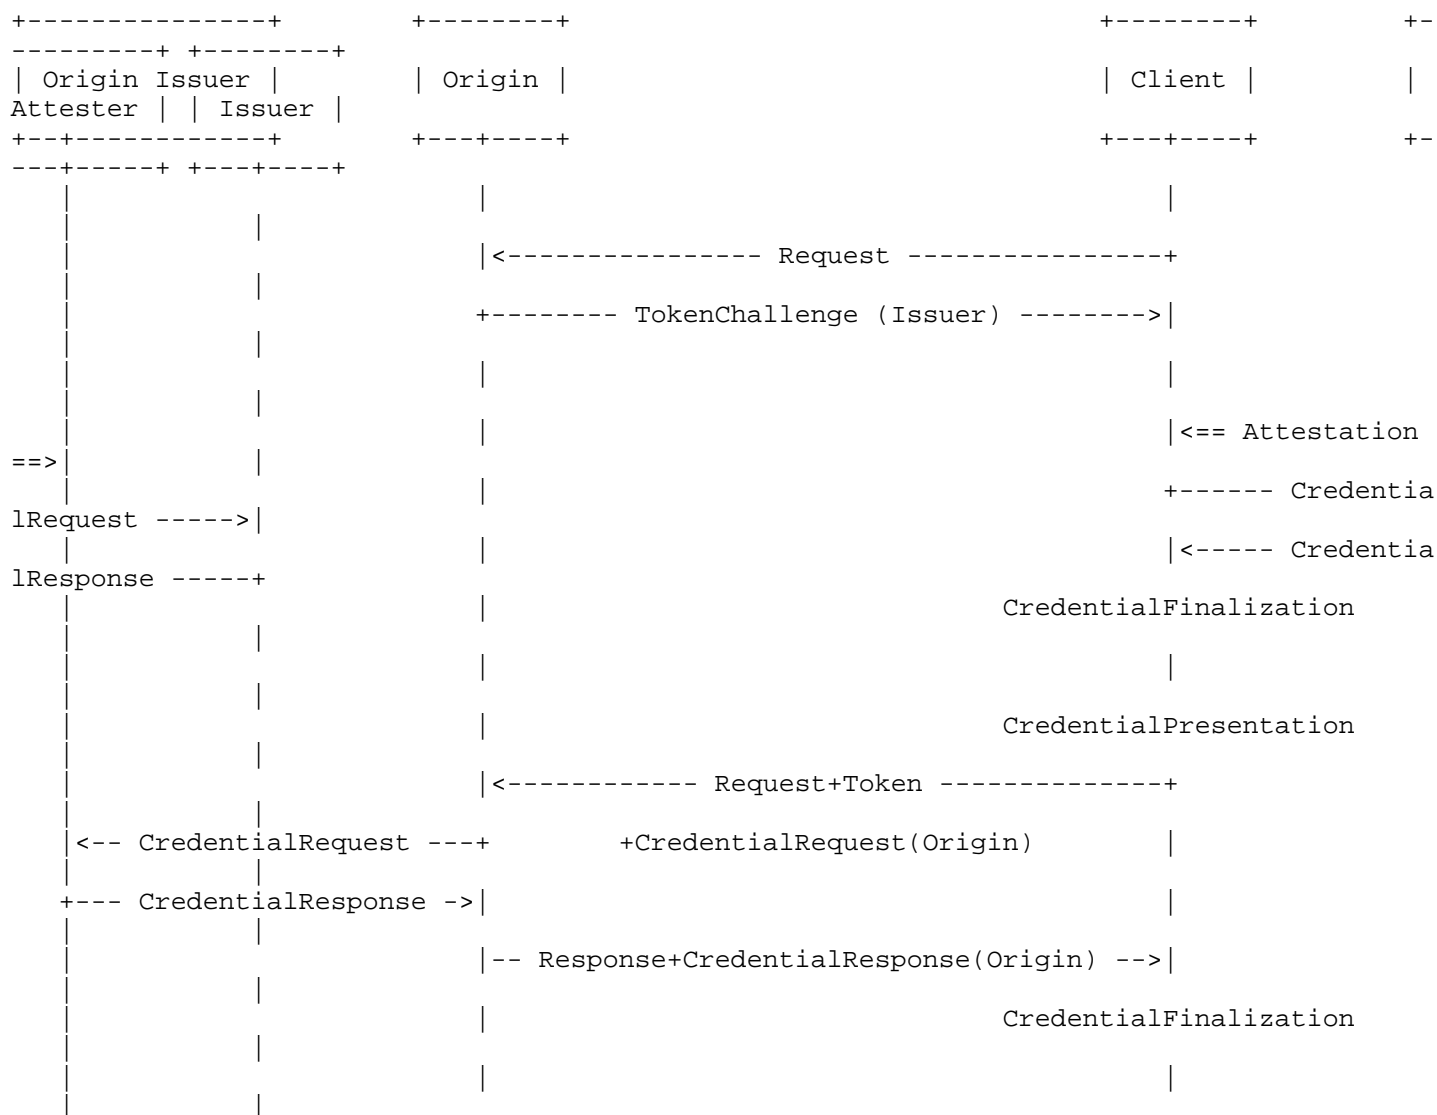 +---------------+         +--------+                                   +--------+         +-
---------+ +--------+
| Origin Issuer |         | Origin |                                   | Client |         |
Attester | | Issuer |
+--+------------+         +---+----+                                   +---+----+         +-
---+-----+ +---+----+
   |                          |                                            |
   |           |
   |                          |<---------------- Request ----------------+
   |           |
   |                          +-------- TokenChallenge (Issuer) -------->|
   |           |
   |                          |                                            |
   |           |
   |                          |                                            |<== Attestation
==>|           |
   |                          |                                            +------ Credentia
lRequest ----->|
   |                          |                                            |<----- Credentia
lResponse -----+
   |                          |                                 CredentialFinalization
   |           |
   |                          |                                            |
   |           |
   |                          |                                 CredentialPresentation
   |           |
   |                          |<------------ Request+Token --------------+
   |           |
   |<-- CredentialRequest ---+         +CredentialRequest(Origin)         |
   |           |
   +--- CredentialResponse ->|                                            |
   |           |
   |                          |-- Response+CredentialResponse(Origin) -->|
   |           |
   |                          |                                 CredentialFinalization
   |           |
   |                          |                                            |
   |           |